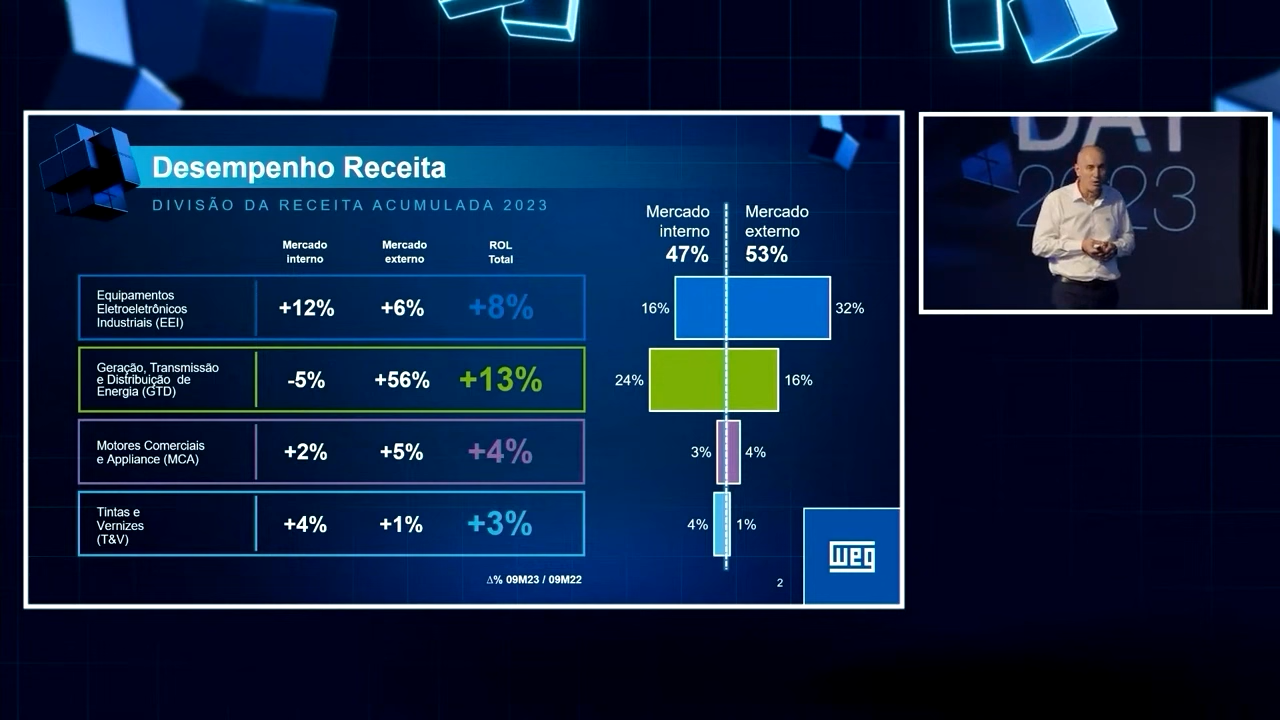 Desempenho Receita
DIVISÃO DA RECEITA ACUMULADA 2023
Mercado
interno
Mercado
externo
ROL
Total
Equipamentos
Eletroeletrônicos
Industriais (EEI)
+12%
+6%
+8%
Geração, Transmissão
e Distribuição de
Energia (GTD)
-5%
+56%
+13%
Motores Comerciais
e Appliance (MCA)
+2%
+5%
+4%
Tintas e
Vernizes
(T&V)
+4%
+1%
+3%
Δ% 09M23 / 09M22
Mercado
interno
47%
Mercado
externo
53%
16%
32%
24%
16%
3%
4%
4%
1%
2
weg
DAY
2023